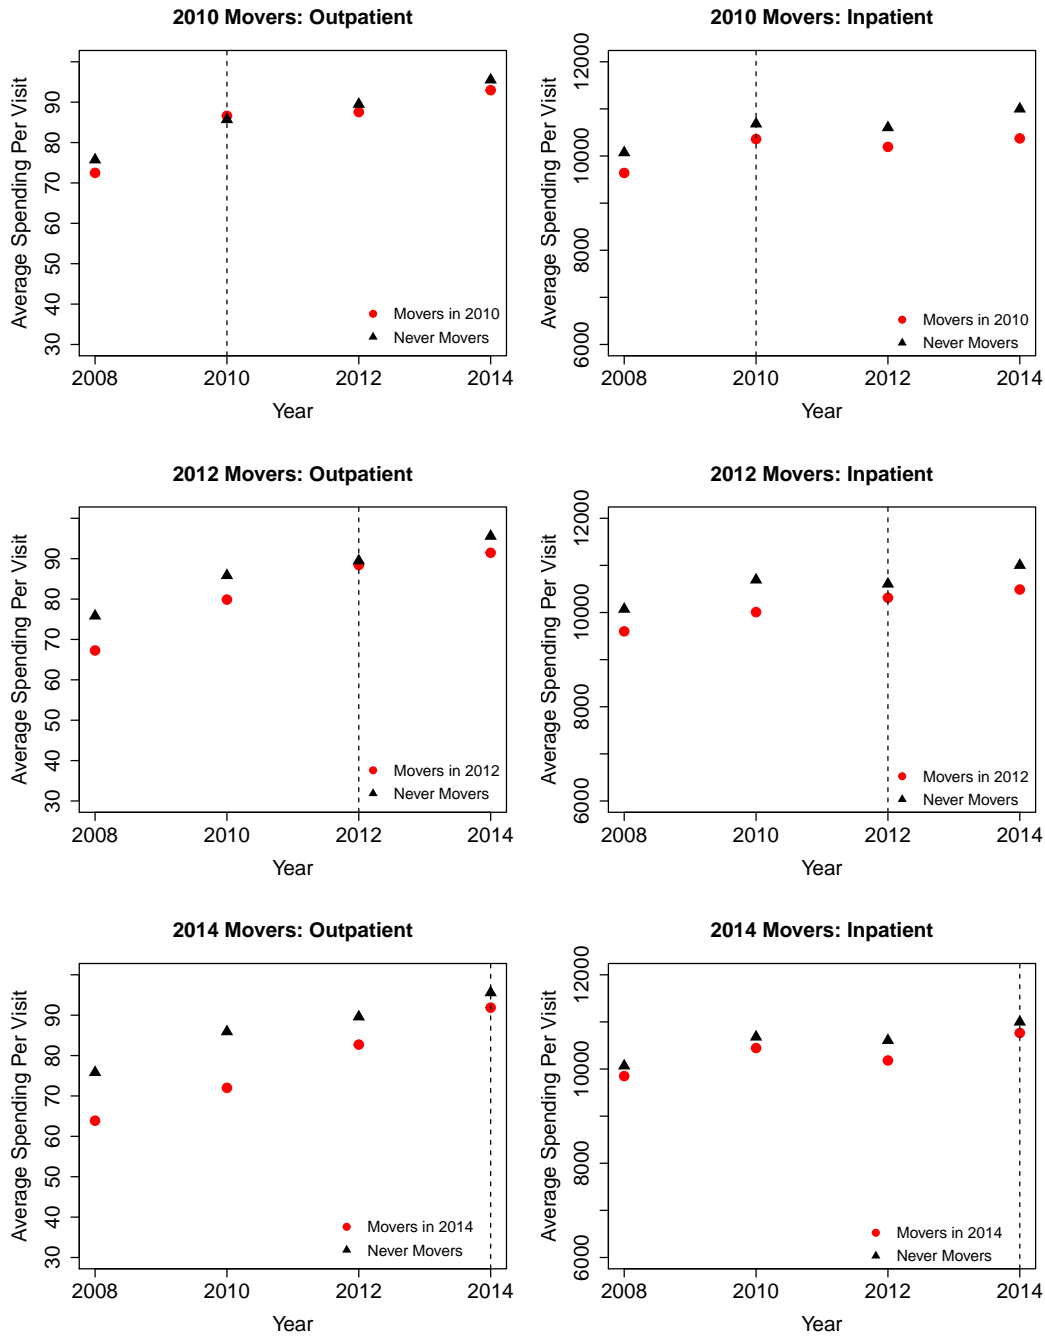 2010 Movers: Outpatient
Average Spending Per Visit
30 40 50 60 70 80 90
Movers in 2010
Never Movers
2008 2010 2012 2014
Year
2010 Movers: Inpatient
Average Spending Per Visit
6000 8000 10000 12000
Movers in 2010
Never Movers
2008 2010 2012 2014
Year
2012 Movers: Outpatient
Average Spending Per Visit
30 40 50 60 70 80 90
Movers in 2012
Never Movers
2008 2010 2012 2014
Year
2012 Movers: Inpatient
Average Spending Per Visit
6000 8000 10000 12000
Movers in 2012
Never Movers
2008 2010 2012 2014
Year
2014 Movers: Outpatient
Average Spending Per Visit
30 40 50 60 70 80 90
Movers in 2014
Never Movers
2008 2010 2012 2014
Year
2014 Movers: Inpatient
Average Spending Per Visit
6000 8000 10000 12000
Movers in 2014
Never Movers
2008 2010 2012 2014
Year